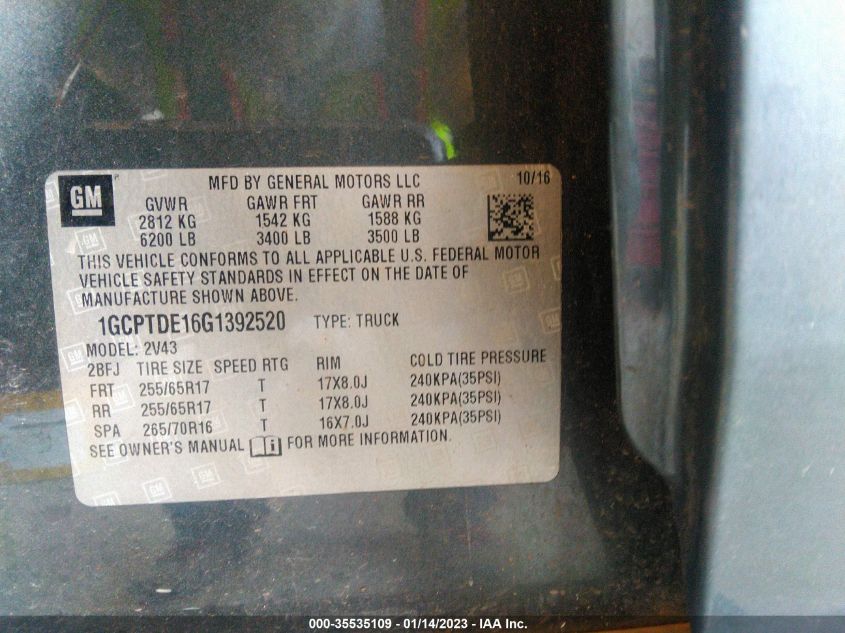 GM
MFD BY GENERAL MOTORS LLC 10/16
GVWR GAWR FRT GAWR RR
2812 KG 1542 KG 1588 KG
6200 LB 3400 LB 3500 LB
THIS VEHICLE CONFORMS TO ALL APPLICABLE U.S. FEDERAL MOTOR
VEHICLE SAFETY STANDARDS IN EFFECT ON THE DATE OF
MANUFACTURE SHOWN ABOVE.
1GCPTDE16G1392520 TYPE: TRUCK
MODEL: 2V43
2BFJ TIRE SIZE SPEED RTG RIM COLD TIRE PRESSURE
FRT 255/65R17 T 17X8.0J 240KPA(35PSI)
RR 255/65R17 T 17X8.0J 240KPA(35PSI)
SPA 265/70R16 T 16X7.0J 240KPA(35PSI)
SEE OWNER'S MANUAL FOR MORE INFORMATION.
000-35535109 - 01/14/2023 - IAA Inc.